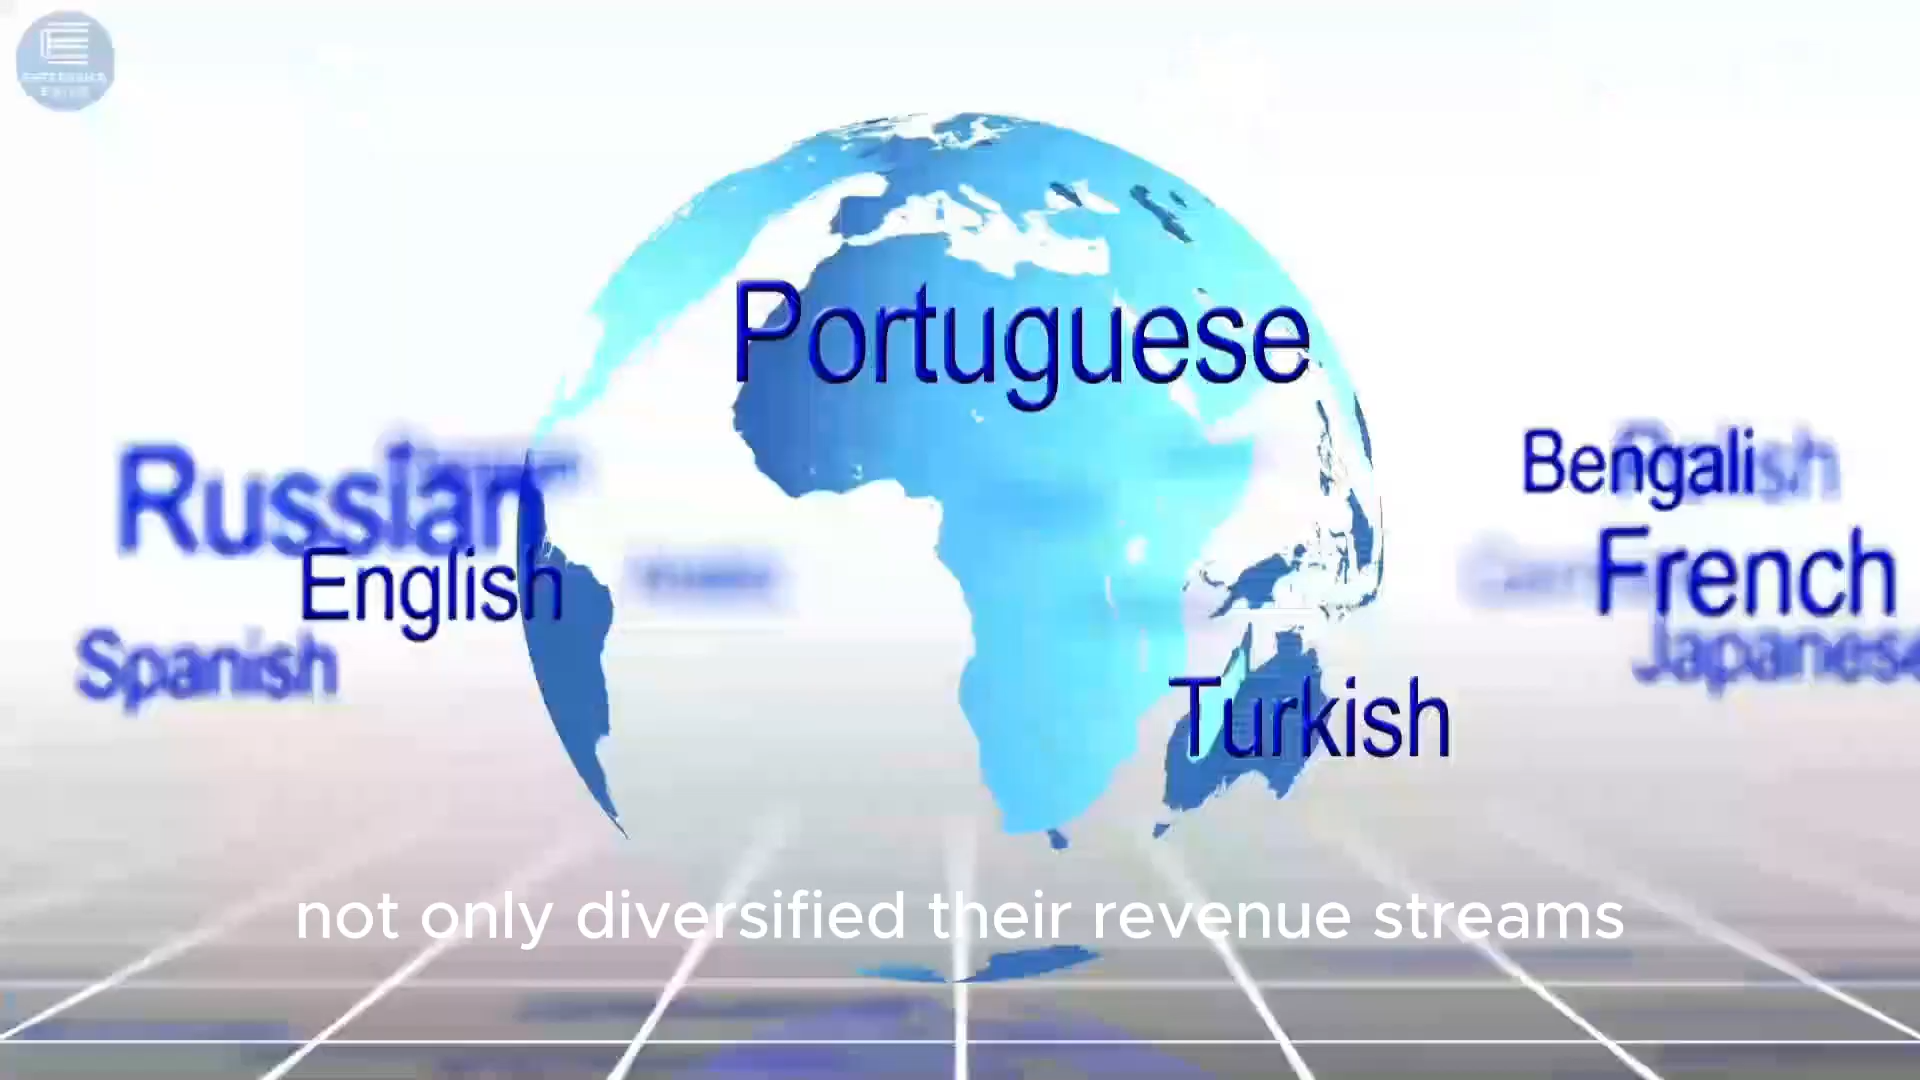 Portuguese
Russian
Bengali
English
French
Spanish
Japanese
Turkish
not only diversified their revenue streams